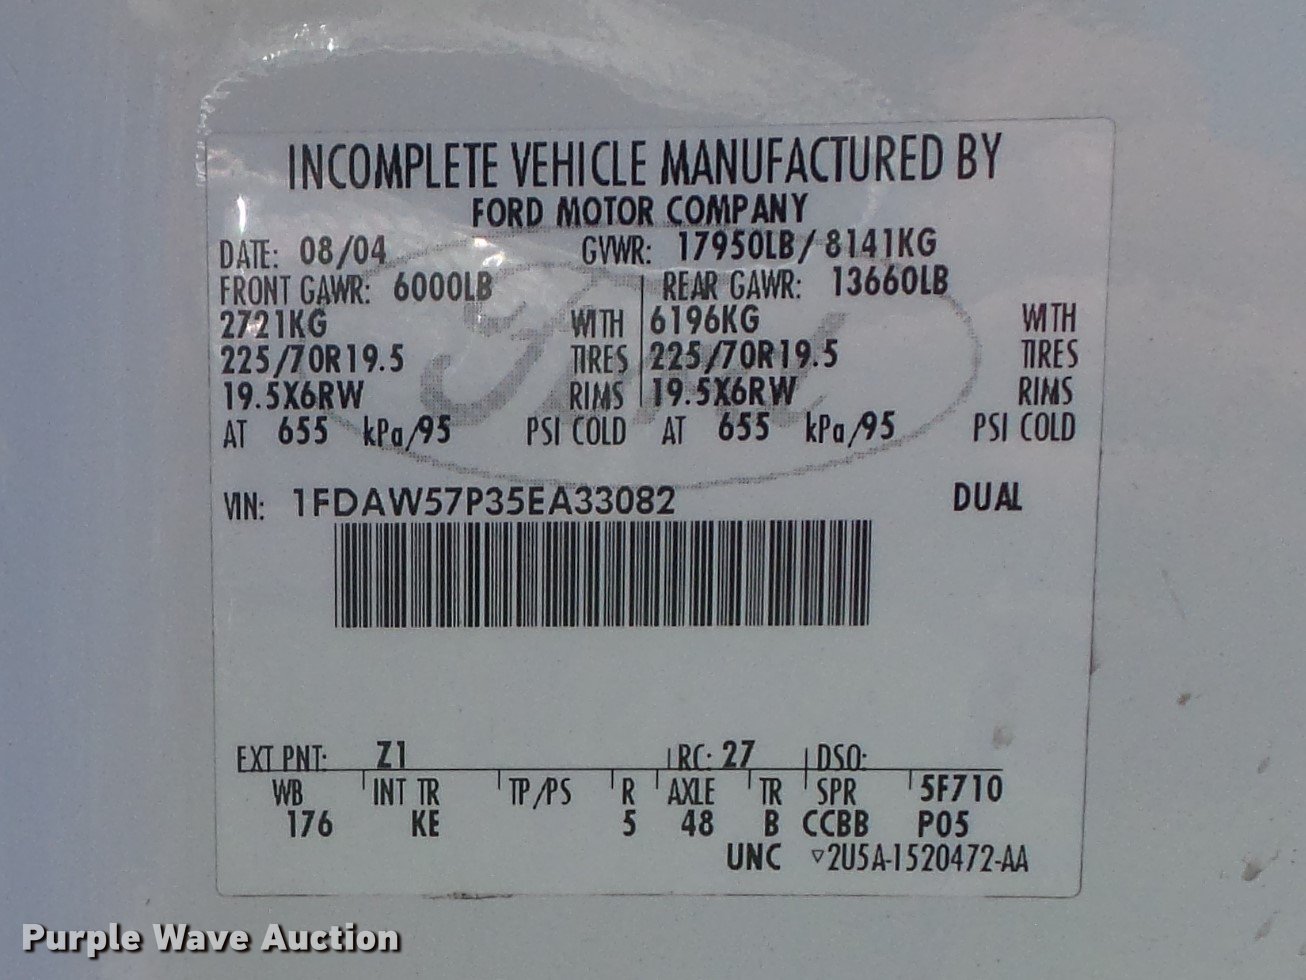 INCOMPLETE VEHICLE MANUFACTURED BY
FORD MOTOR COMPANY
DATE: 08/04 GVWR: 17950LB/ 8141KG
FRONT GAWR: 6000LB REAR GAWR: 13660LB
2721KG WITH 6196KG WITH
225/70R19.5 TIRES 225/70R19.5 TIRES
19.5X6RW RIMS 19.5X6RW RIMS
AT 655 kPa/95 PSI COLD AT 655 kPa/95 PSI COLD
VIN: 1FDAW57P35EA33082 DUAL
EXT PNT: Z1 RC: 27 DSO:
WB INT TR TP/PS R AXLE TR SPR 5F710
176 KE 5 48 B CCBB P05
UNC ▽2U5A-1520472-AA
Ford
Purple Wave Auction